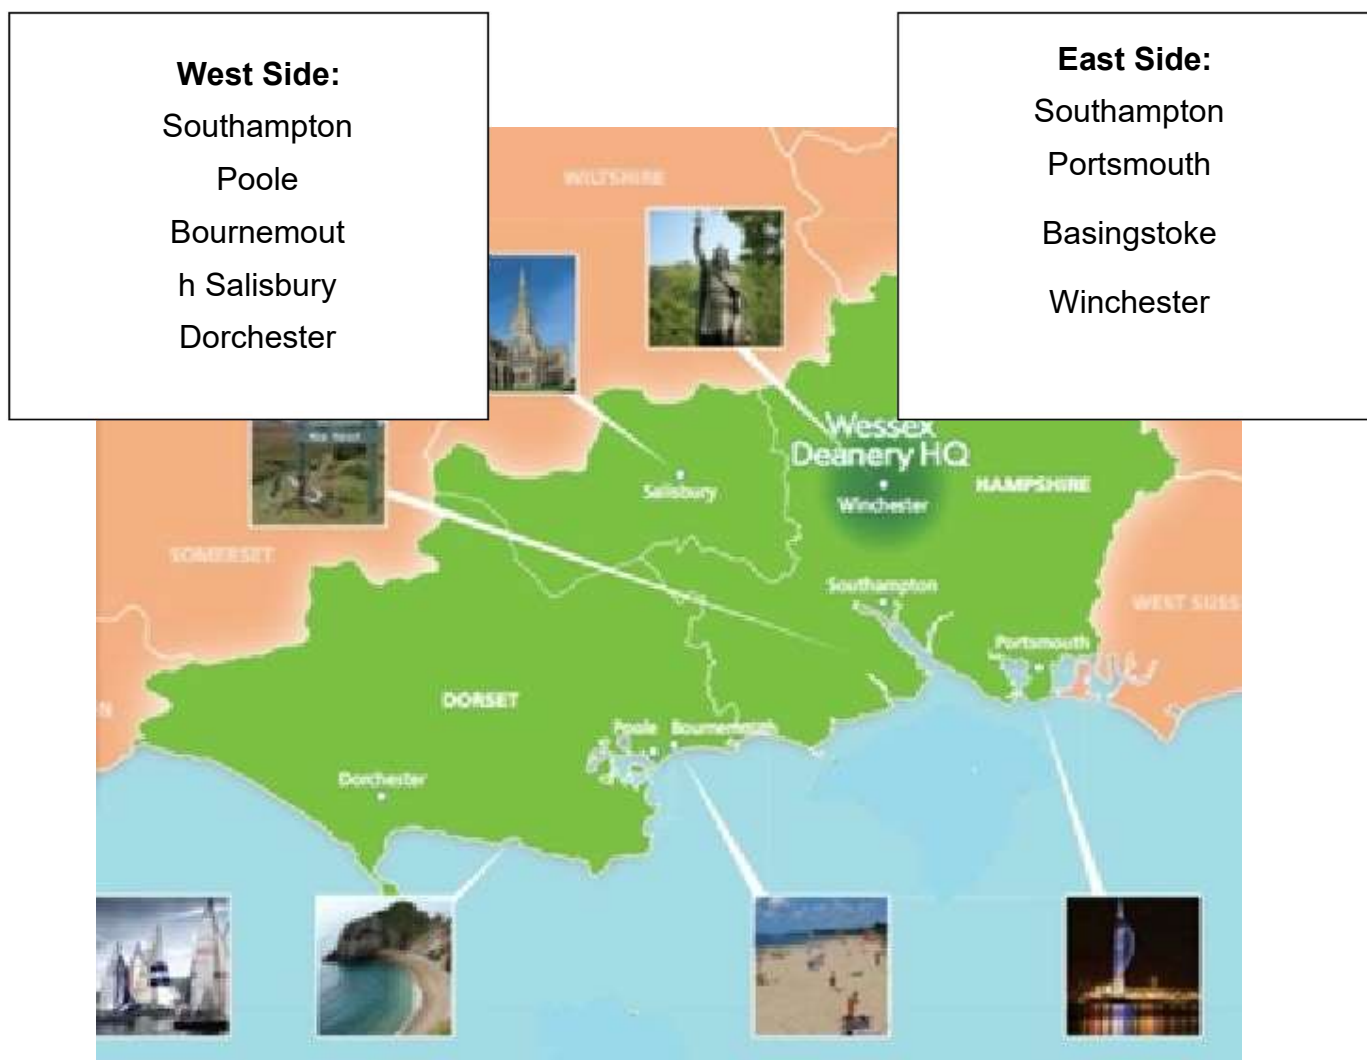 West Side:
Southampton
Poole
Bournemout
h Salisbury
Dorchester
East Side:
Southampton
Portsmouth
Basingstoke
Winchester
WILTSHIRE
Wessex
Deanery HQ
Salisbury
Winchester
HAMPSHIRE
SOMERSET
Southampton
WEST SUSS
Portsmouth
DORSET
Poole
Bournemouth
Dorchester
N